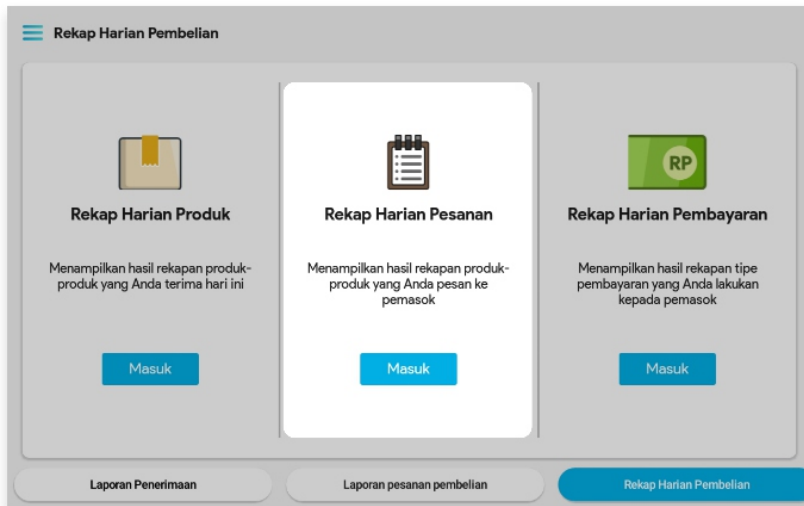 Rekap Harian Pembelian
Rekap Harian Produk
Menampilkan hasil rekapan produk-
produk yang Anda terima hari ini
Masuk
Rekap Harian Pesanan
Menampilkan hasil rekapan produk-
produk yang Anda pesan ke
pemasok
Masuk
RP
Rekap Harian Pembayaran
Menampilkan hasil rekapan tipe
pembayaran yang Anda lakukan
kepada pemasok
Masuk
Laporan Penerimaan
Laporan pesanan pembelian
Rekap Harian Pembelian